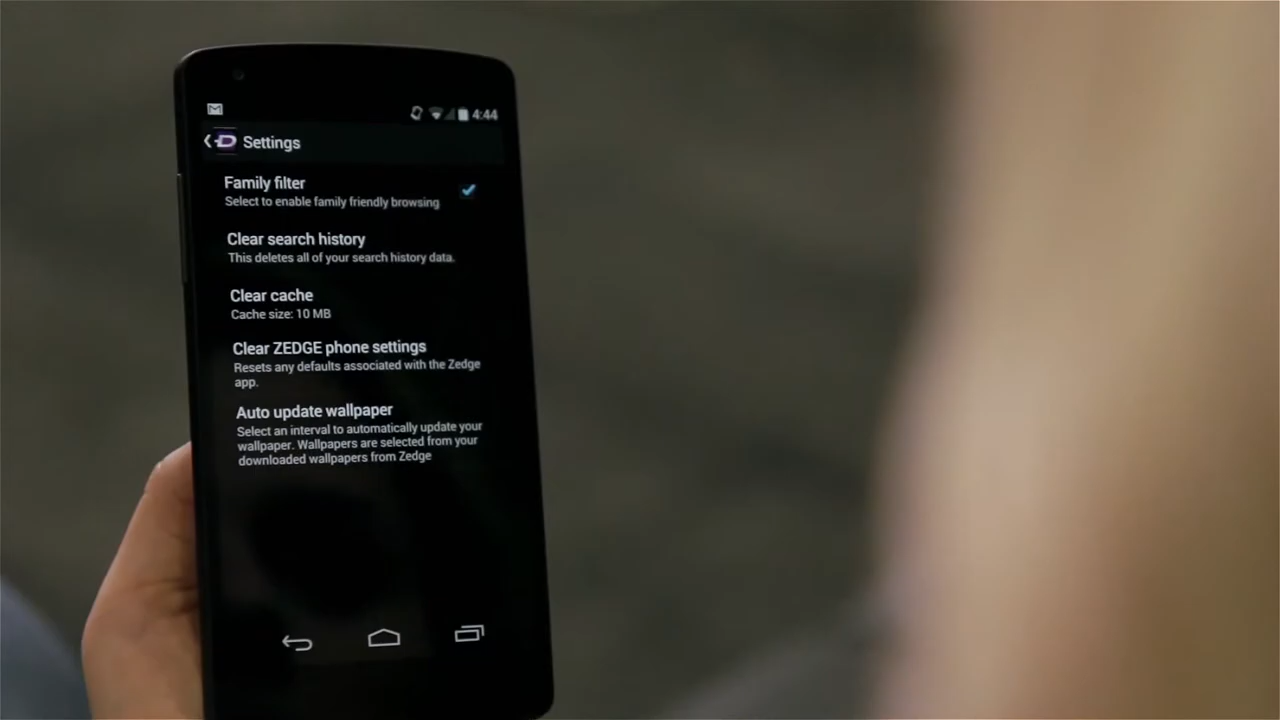 4:44
Settings
Family filter
Select to enable family friendly browsing
Clear search history
This deletes all of your search history data.
Clear cache
Cache size: 10 MB
Clear ZEDGE phone settings
Resets any defaults associated with the Zedge
app.
Auto update wallpaper
Select an interval to automatically update your
wallpaper. Wallpapers are selected from your
downloaded wallpapers from Zedge